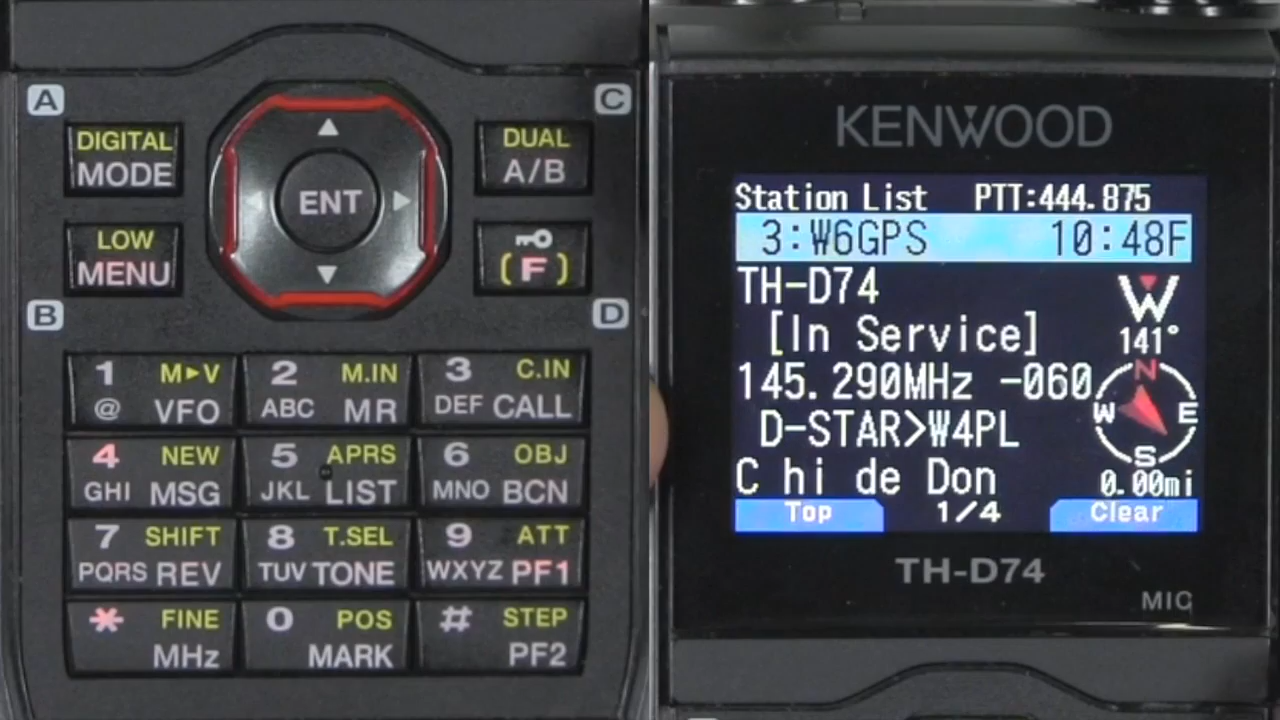 A
C
DIGITAL
MODE
ENT
DUAL
A/B
LOW
MENU
(F)
B
D
1 M►V
@ VFO
2 M.IN
ABC MR
3 C.IN
DEF CALL
4 NEW
GHI MSG
5 APRS
JKL LIST
6 OBJ
MNO BCN
7 SHIFT
PQRS REV
8 T.SEL
TUV TONE
9 ATT
WXYZ PF1
* FINE
MHz
0 POS
MARK
# STEP
PF2
KENWOOD
Station List PTT:444.875
3:W6GPS 10:48F
TH-D74
W
[In Service]
141°
145.290MHz -060
N
W E
D-STAR>W4PL
S
C hi de Don
0.00mi
Top 1/4 Clear
TH-D74
MIC